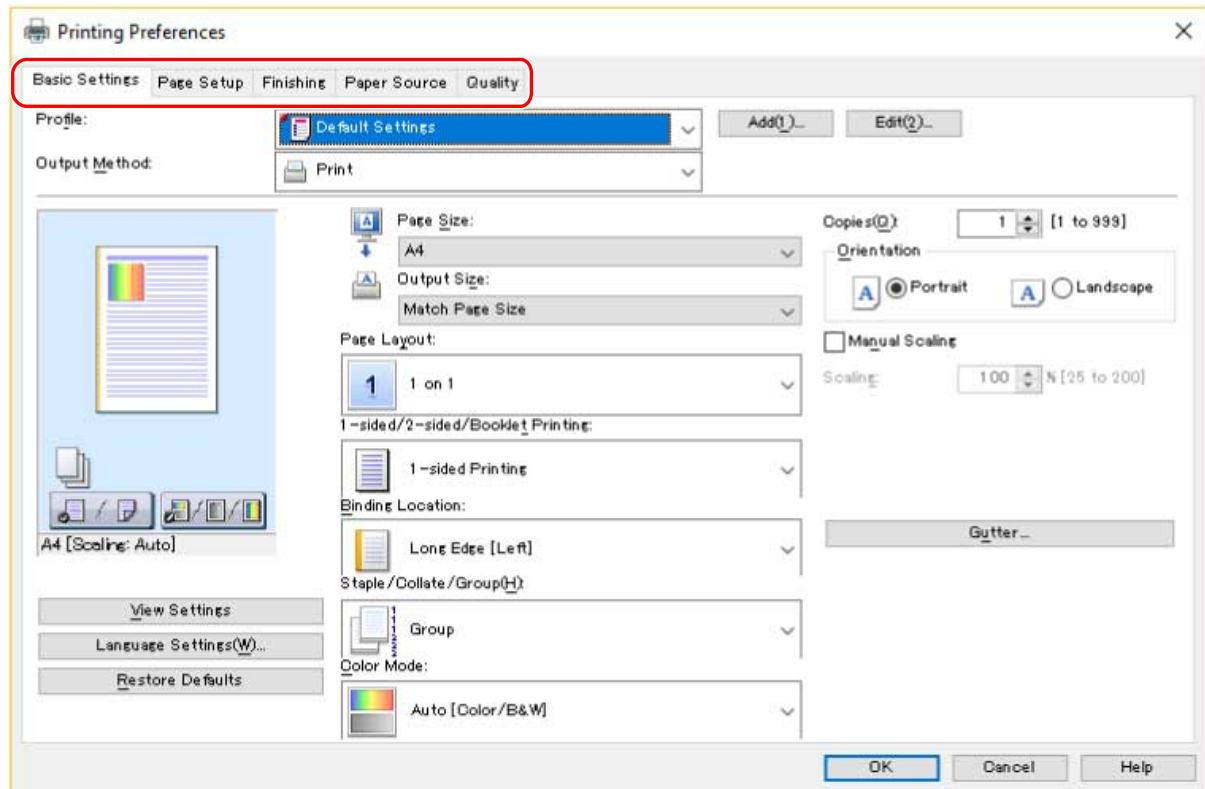 Printing Preferences
Basic Settings Page Setup Finishing Paper Source Quality
Profile: Default Settings Add(1)... Edit(2)...
Output Method: Print
Page Size:
A4
Output Size:
Match Page Size
Page Layout:
1 1 on 1
1-sided/2-sided/Booklet Printing:
1-sided Printing
Binding Location:
Long Edge [Left]
Staple/Collate/Group(H):
Group
Color Mode:
Auto [Color/B&W]
Copies(Q): 1 [1 to 999]
Orientation
A Portrait A Landscape
Manual Scaling
Scaling: 100 % [25 to 200]
Gutter...
A4 [Scaling: Auto]
View Settings
Language Settings(W)...
Restore Defaults
OK Cancel Help